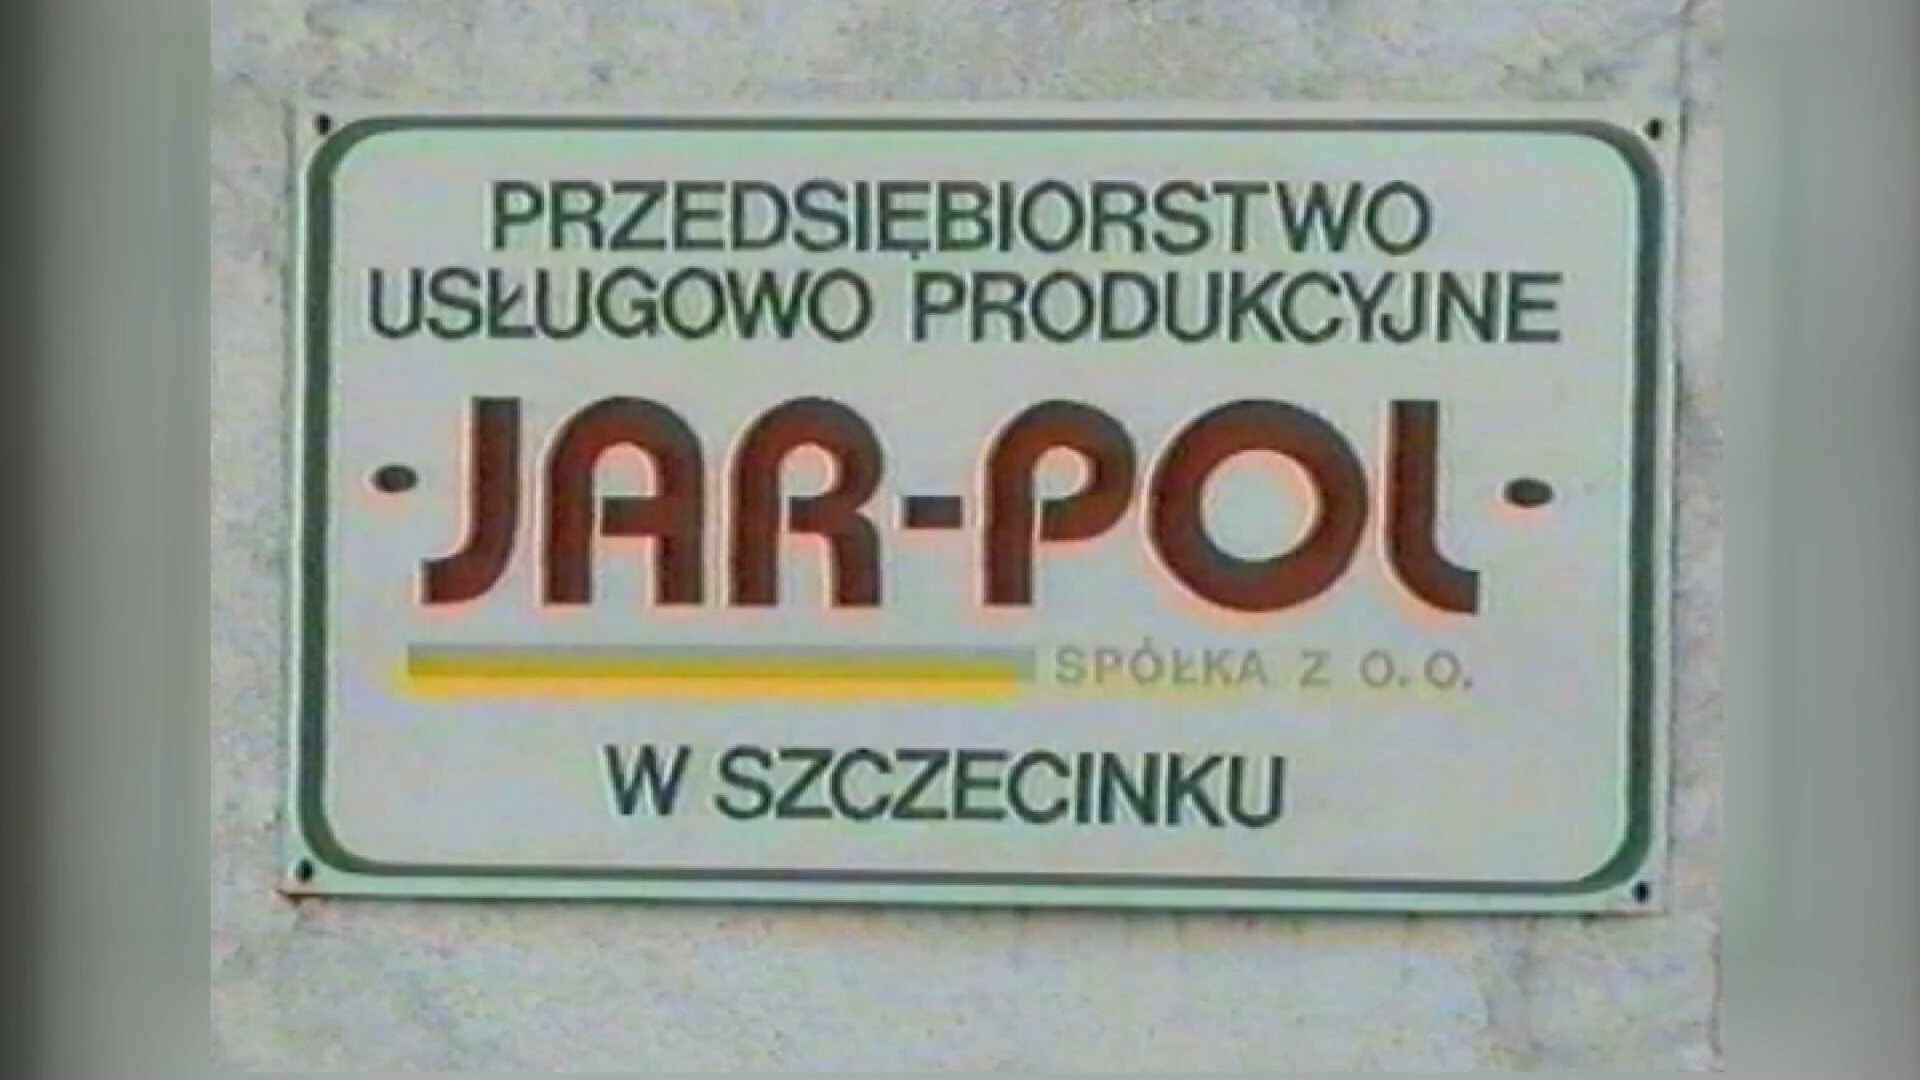 PRZEDSIĘBIORSTWO
USŁUGOWO PRODUKCYJNE
•JAR-POL•
SPÓŁKA Z O.O.
W SZCZECINKU